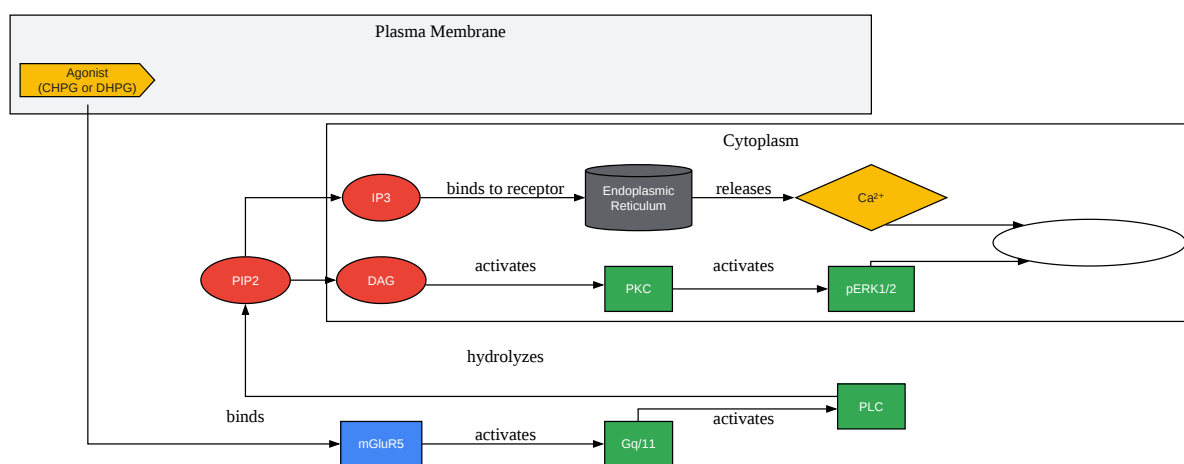 Plasma Membrane
Agonist
(CHPG or DHPG)
Cytoplasm
IP3
binds to receptor
Endoplasmic
Reticulum
releases
Ca²⁺
PIP2
DAG
activates
PKC
activates
pERK1/2
hydrolyzes
PLC
binds
mGluR5
activates
Gq/11
activates